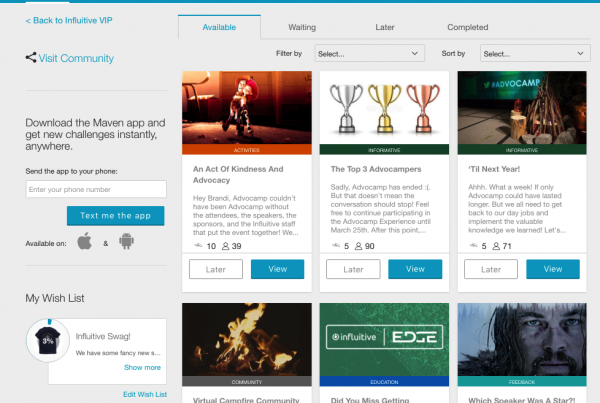 < Back to Influitive VIP
Visit Community
Download the Maven app and
get new challenges instantly,
anywhere.
Send the app to your phone:
Enter your phone number
Text me the app
Available on:
&
My Wish List
3%
Influitive Swag!
We have some fancy new s...
Show more
Edit Wish List
Available
Waiting
Later
Completed
Filter by
Select...
Sort by
Select...
ACTIVITIES
An Act Of Kindness And
Advocacy
Hey Brandi, Advocamp couldn't
have been Advocamp without
the attendees, the speakers, the
sponsors, and the Influitive staff
that put the event together! We...
10
39
Later
View
INFORMATIVE
The Top 3 Advocampers
Sadly, Advocamp has ended :(.
But that doesn't mean the
conversation should stop! Feel
free to continue participating in
the Advocamp Experience until
March 25th. After this point,...
5
90
Later
View
#ADVOCAMP
INFORMATIVE
'Til Next Year!
Ahhh. What a week! If only
Advocamp could have lasted
longer. But we all need to get
back to our day jobs and
implement the valuable
knowledge we learned! Let's...
5
71
Later
View
COMMUNITY
Virtual Campfire Community
influitive
EDGE
EDUCATION
Did You Miss Getting
FEEDBACK
Which Speaker Was A Star?!